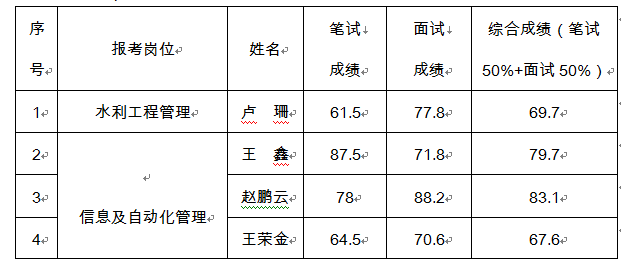 序号 报考岗位 姓名 笔试成绩 面试成绩 综合成绩（笔试50%+面试50%）
1 水利工程管理 卢 珊 61.5 77.8 69.7
2 信息及自动化管理 王 鑫 87.5 71.8 79.7
3 赵鹏云 78 88.2 83.1
4 王荣金 64.5 70.6 67.6